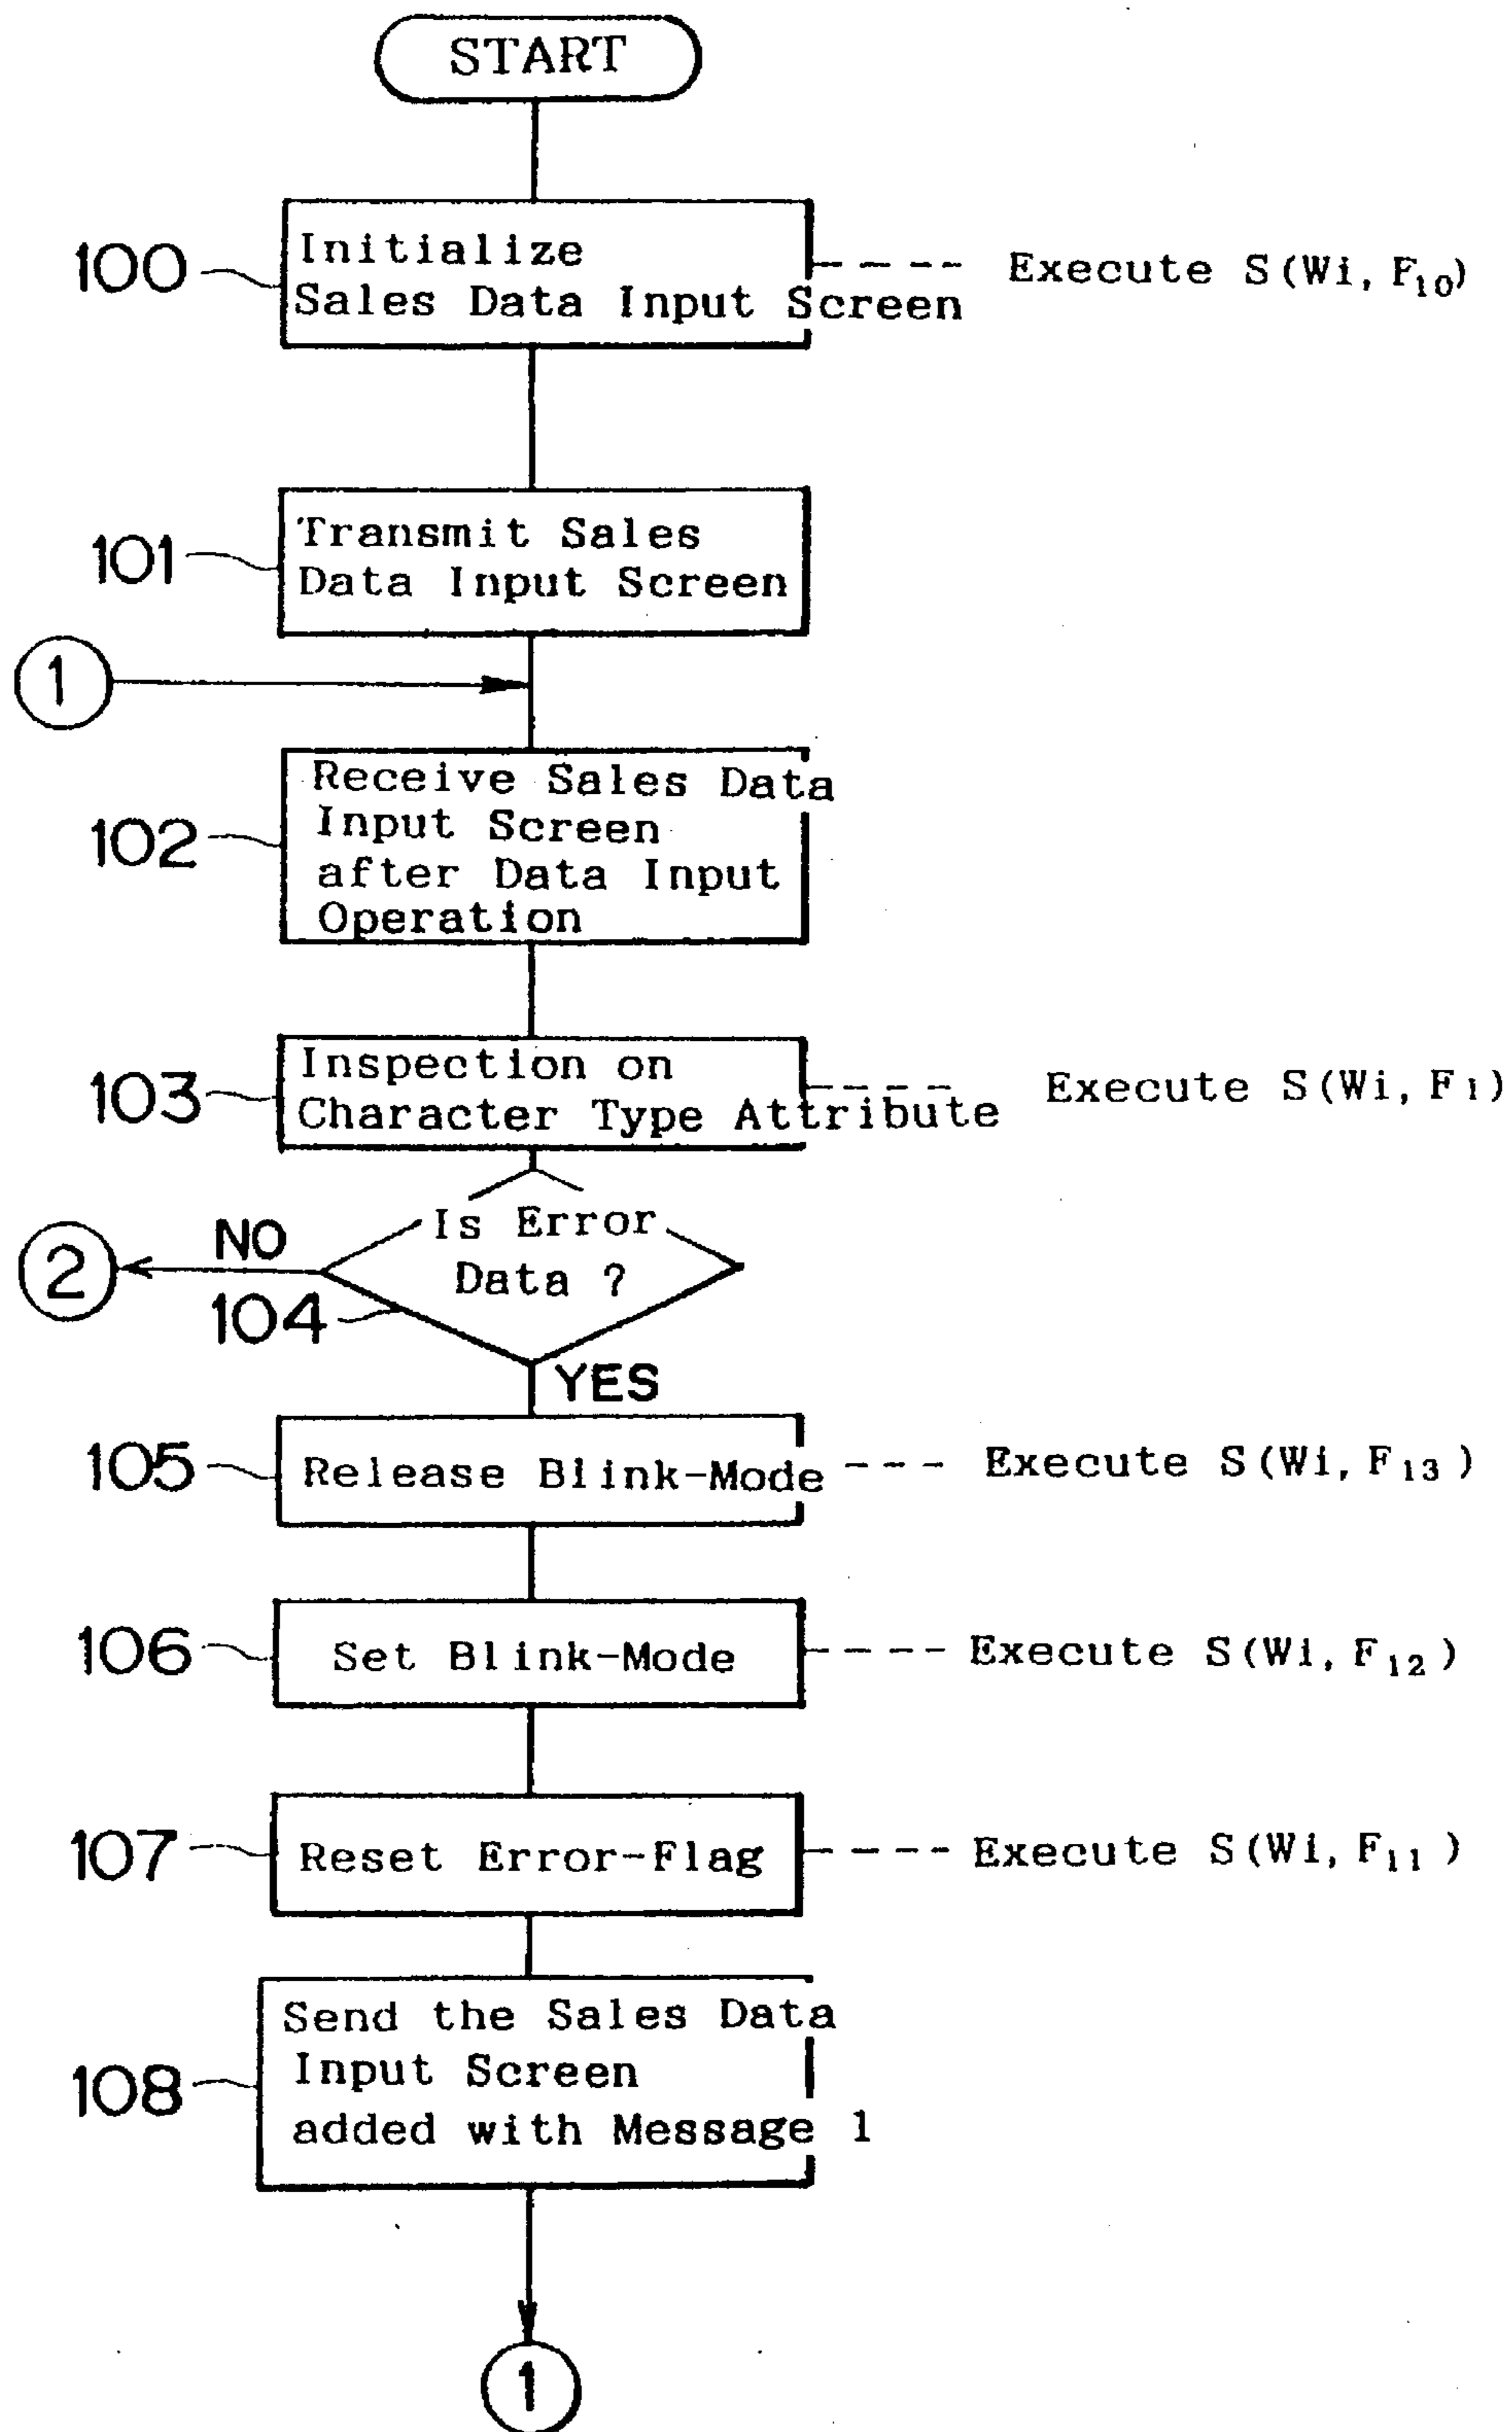 START
100
Initialize
Sales Data Input Screen
Execute S(Wi, F10)
101
Transmit Sales
Data Input Screen
1
102
Receive Sales Data
Input Screen
after Data Input
Operation
103
Inspection on
Character Type Attribute
Execute S(Wi, F1)
Is Error
Data ?
NO
2
104
YES
105
Release Blink-Mode
Execute S(Wi, F13)
106
Set Blink-Mode
Execute S(Wi, F12)
107
Reset Error-Flag
Execute S(Wi, F11)
108
Send the Sales Data
Input Screen
added with Message 1
1